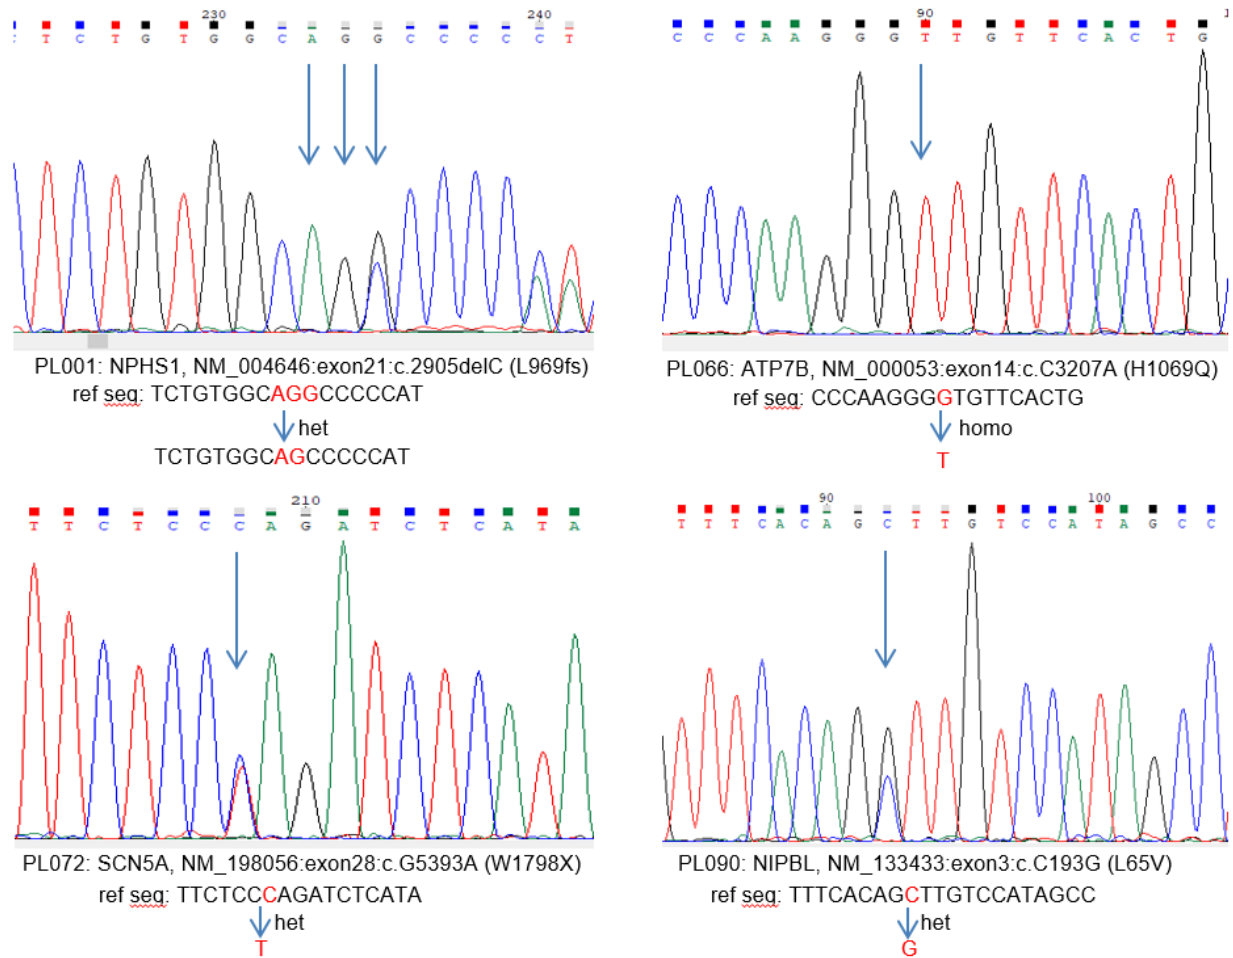 230 240
: T C T G T G G C A G G C C C C C T
PL001: NPHS1, NM_004646:exon21:c.2905delC (L969fs)
ref seq: TCTGTGGCAGGCCCCCAT
het
TCTGTGGCAGCCCCCAT
90 1
C C C A A G G G T T G T T C A C T G
PL066: ATP7B, NM_000053:exon14:c.C3207A (H1069Q)
ref seq: CCCAAGGGGTGTTCACTG
homo
T
210
T T C T C C C A G A T C T C A T A
PL072: SCN5A, NM_198056:exon28:c.G5393A (W1798X)
ref seq: TTCTCCCAGATCTCATA
het
T
90 100
T T T C A C A G C T T G T C C A T A G C C
PL090: NIPBL, NM_133433:exon3:c.C193G (L65V)
ref seq: TTTCACAGCTTGTCCATAGCC
het
G